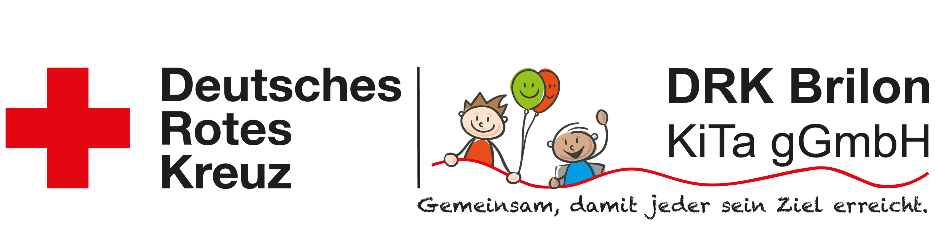 Deutsches
Rotes
Kreuz
DRK Brilon
KiTa gGmbH
Gemeinsam, damit jeder sein Ziel erreicht.